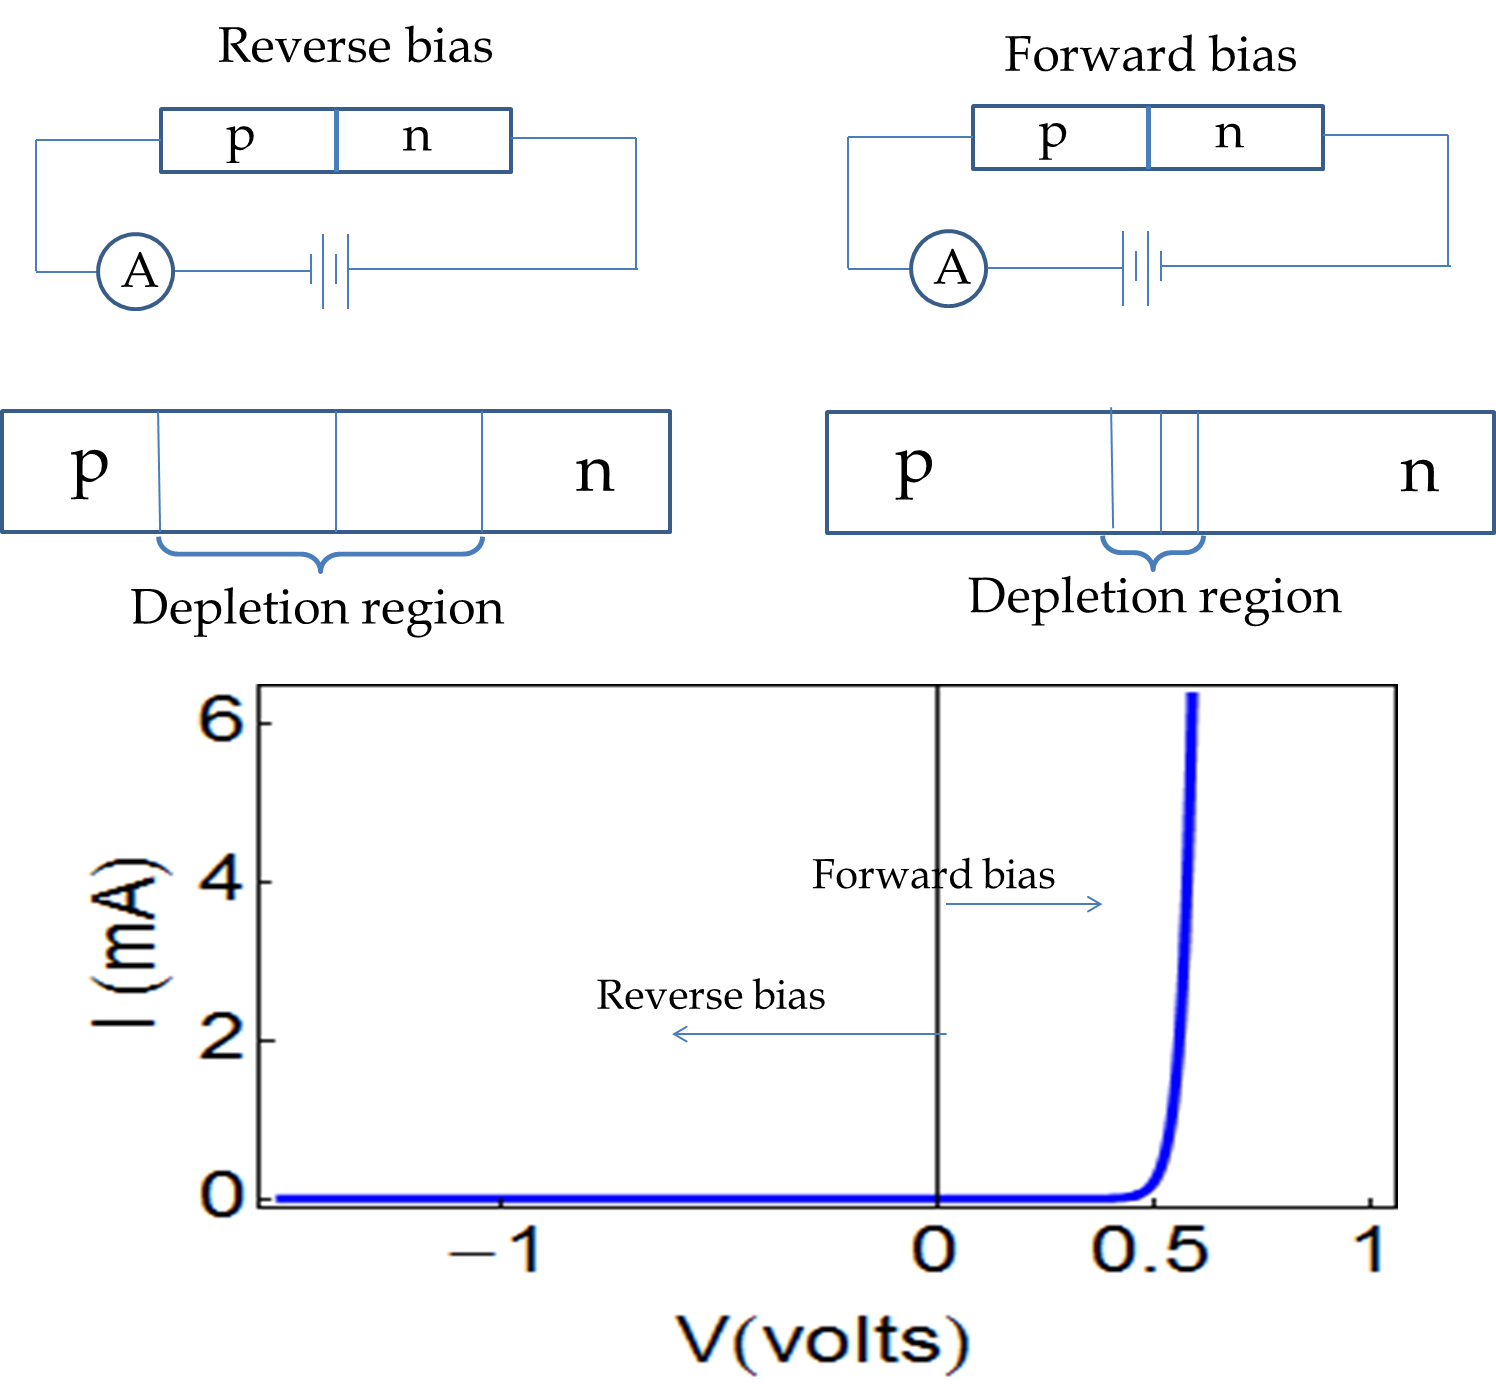 Reverse bias
Forward bias
p
n
p
n
A
A
p
n
p
n
Depletion region
Depletion region
6
4
2
0
I (mA)
Forward bias
Reverse bias
−1
0
0.5
1
V(volts)